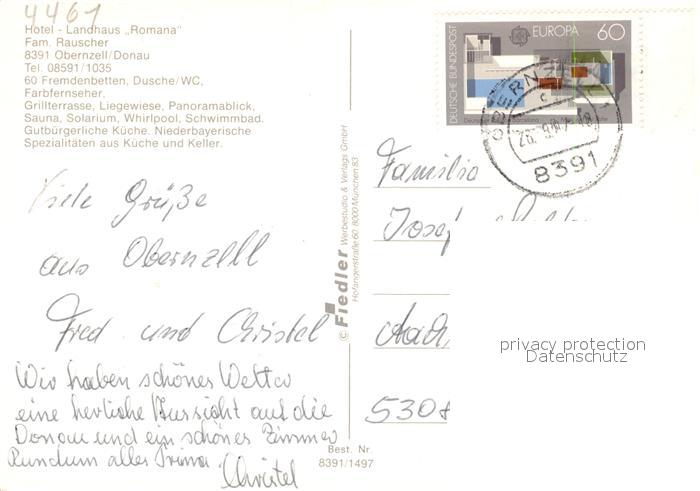 4461
Hotel - Landhaus „Romana"
Fam. Rauscher
8391 Obernzell/Donau
Tel. 08591/1035
60 Fremdenbetten, Dusche/WC,
Farbfernseher,
Grillterrasse, Liegewiese, Panoramablick,
Sauna, Solarium, Whirlpool, Schwimmbad.
Gutbürgerliche Küche. Niederbayerische
Spezialitäten aus Küche und Keller.
Viele Grüße
aus Obernzell
Fred und Christel
Wir haben schönes Wetter
eine herrliche Aussicht auf die
Donau und ein schönes Zimmer
Rundum alles Prima
Christel
Best. Nr.
8391/1497
© Fiedler Werbestudio & Verlags GmbH
Hofangerstraße 60 8000 München 83
DEUTSCHE BUNDESPOST
EUROPA 60
OBERNZELL
8391
Familie
Josef
530
privacy protection
Datenschutz